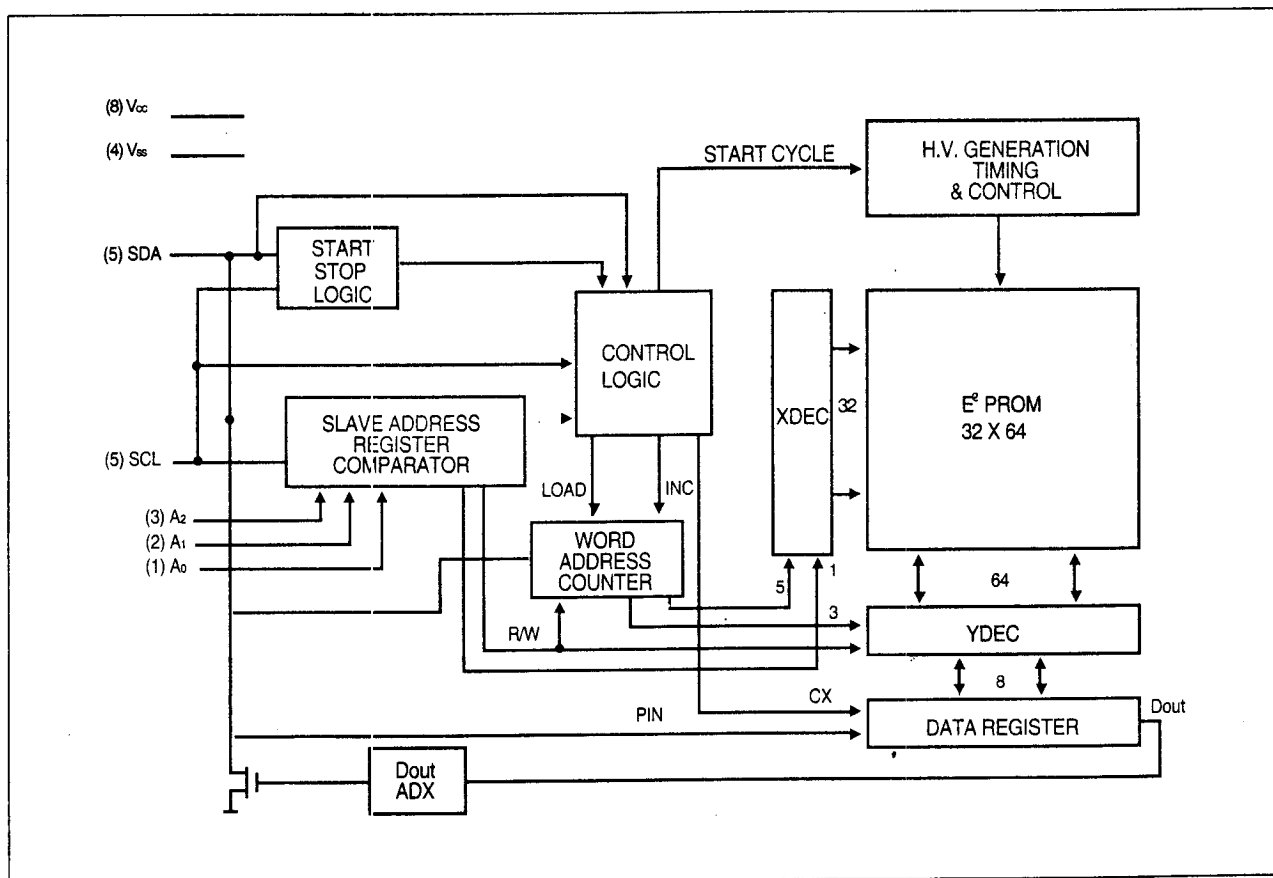 (8) Vcc
(4) Vss
START CYCLE
H.V. GENERATION
TIMING
& CONTROL
(5) SDA
START
STOP
LOGIC
CONTROL
LOGIC
XDEC
32
E² PROM
32 X 64
SLAVE ADDRESS
REGISTER
COMPARATOR
(5) SCL
LOAD
INC
(3) A2
(2) A1
(1) A0
WORD
ADDRESS
COUNTER
5
1
64
3
R/W
YDEC
8
CX
PIN
DATA REGISTER
Dout
Dout
ADX